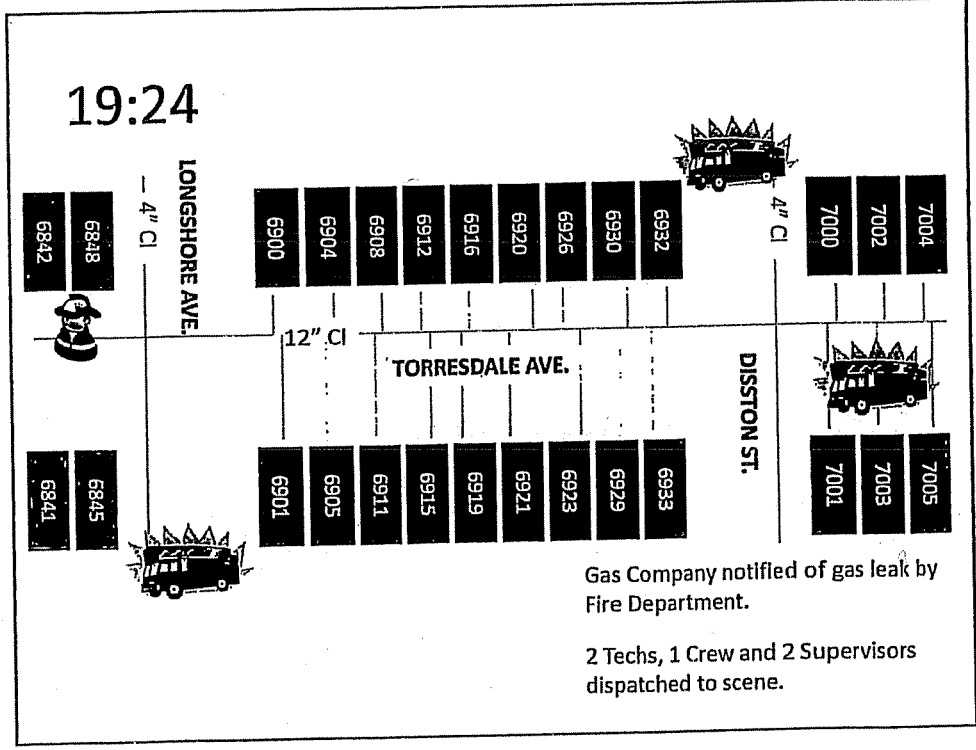 19:24
LONGSHORE AVE.
4" CI
4" CI
6842
6848
6900
6904
6908
6912
6916
6920
6926
6930
6932
7000
7002
7004
12" CI
TORRESDALE AVE.
DISSTON ST.
6841
6845
6901
6905
6911
6915
6919
6921
6923
6929
6933
7001
7003
7005
Gas Company notified of gas leak by
Fire Department.
2 Techs, 1 Crew and 2 Supervisors
dispatched to scene.